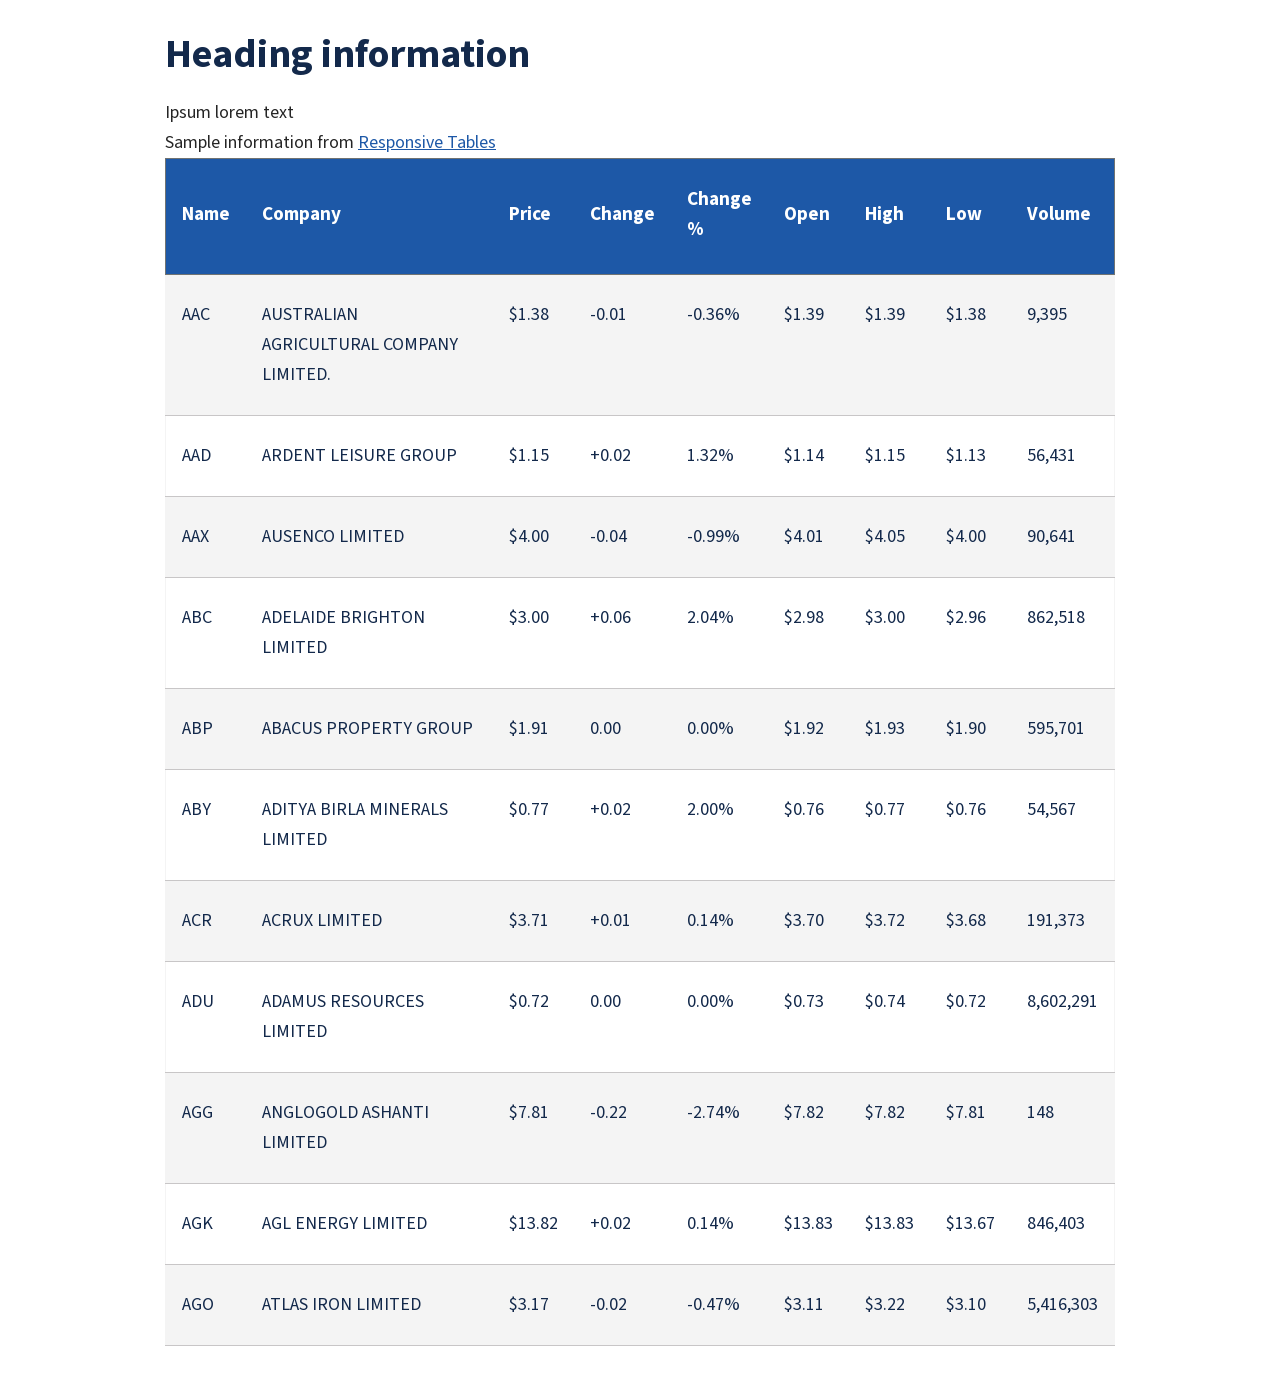 Heading information
Ipsum lorem text
Sample information from Responsive Tables
Name Company Price Change Change % Open High Low Volume
AAC AUSTRALIAN $1.38 -0.01 -0.36% $1.39 $1.39 $1.38 9,395
AGRICULTURAL COMPANY
LIMITED.
AAD ARDENT LEISURE GROUP $1.15 +0.02 1.32% $1.14 $1.15 $1.13 56,431
AAX AUSENCO LIMITED $4.00 -0.04 -0.99% $4.01 $4.05 $4.00 90,641
ABC ADELAIDE BRIGHTON $3.00 +0.06 2.04% $2.98 $3.00 $2.96 862,518
LIMITED
ABP ABACUS PROPERTY GROUP $1.91 0.00 0.00% $1.92 $1.93 $1.90 595,701
ABY ADITYA BIRLA MINERALS $0.77 +0.02 2.00% $0.76 $0.77 $0.76 54,567
LIMITED
ACR ACRUX LIMITED $3.71 +0.01 0.14% $3.70 $3.72 $3.68 191,373
ADU ADAMUS RESOURCES $0.72 0.00 0.00% $0.73 $0.74 $0.72 8,602,291
LIMITED
AGG ANGLOGOLD ASHANTI $7.81 -0.22 -2.74% $7.82 $7.82 $7.81 148
LIMITED
AGK AGL ENERGY LIMITED $13.82 +0.02 0.14% $13.83 $13.83 $13.67 846,403
AGO ATLAS IRON LIMITED $3.17 -0.02 -0.47% $3.11 $3.22 $3.10 5,416,303